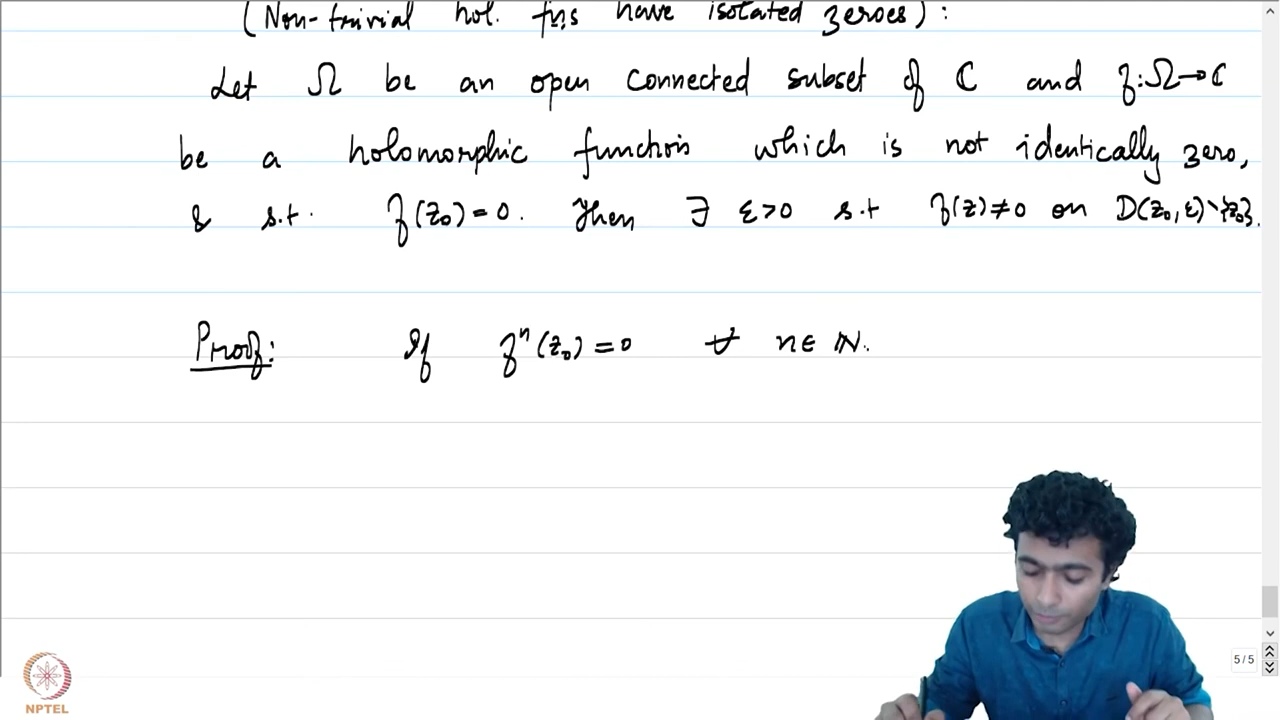 (Non-trivial hol. fns have isolated zeroes):
Let Ω be an open connected subset of ℂ and f:Ω→ℂ
be a holomorphic function which is not identically zero,
& s.t. f(z₀)=0. Then ∃ ε>0 s.t f(z)≠0 on D(z₀,ε)∖{z₀}.
Proof: If fⁿ(z₀)=0 ∀ n∈ℕ.
5/5
NPTEL